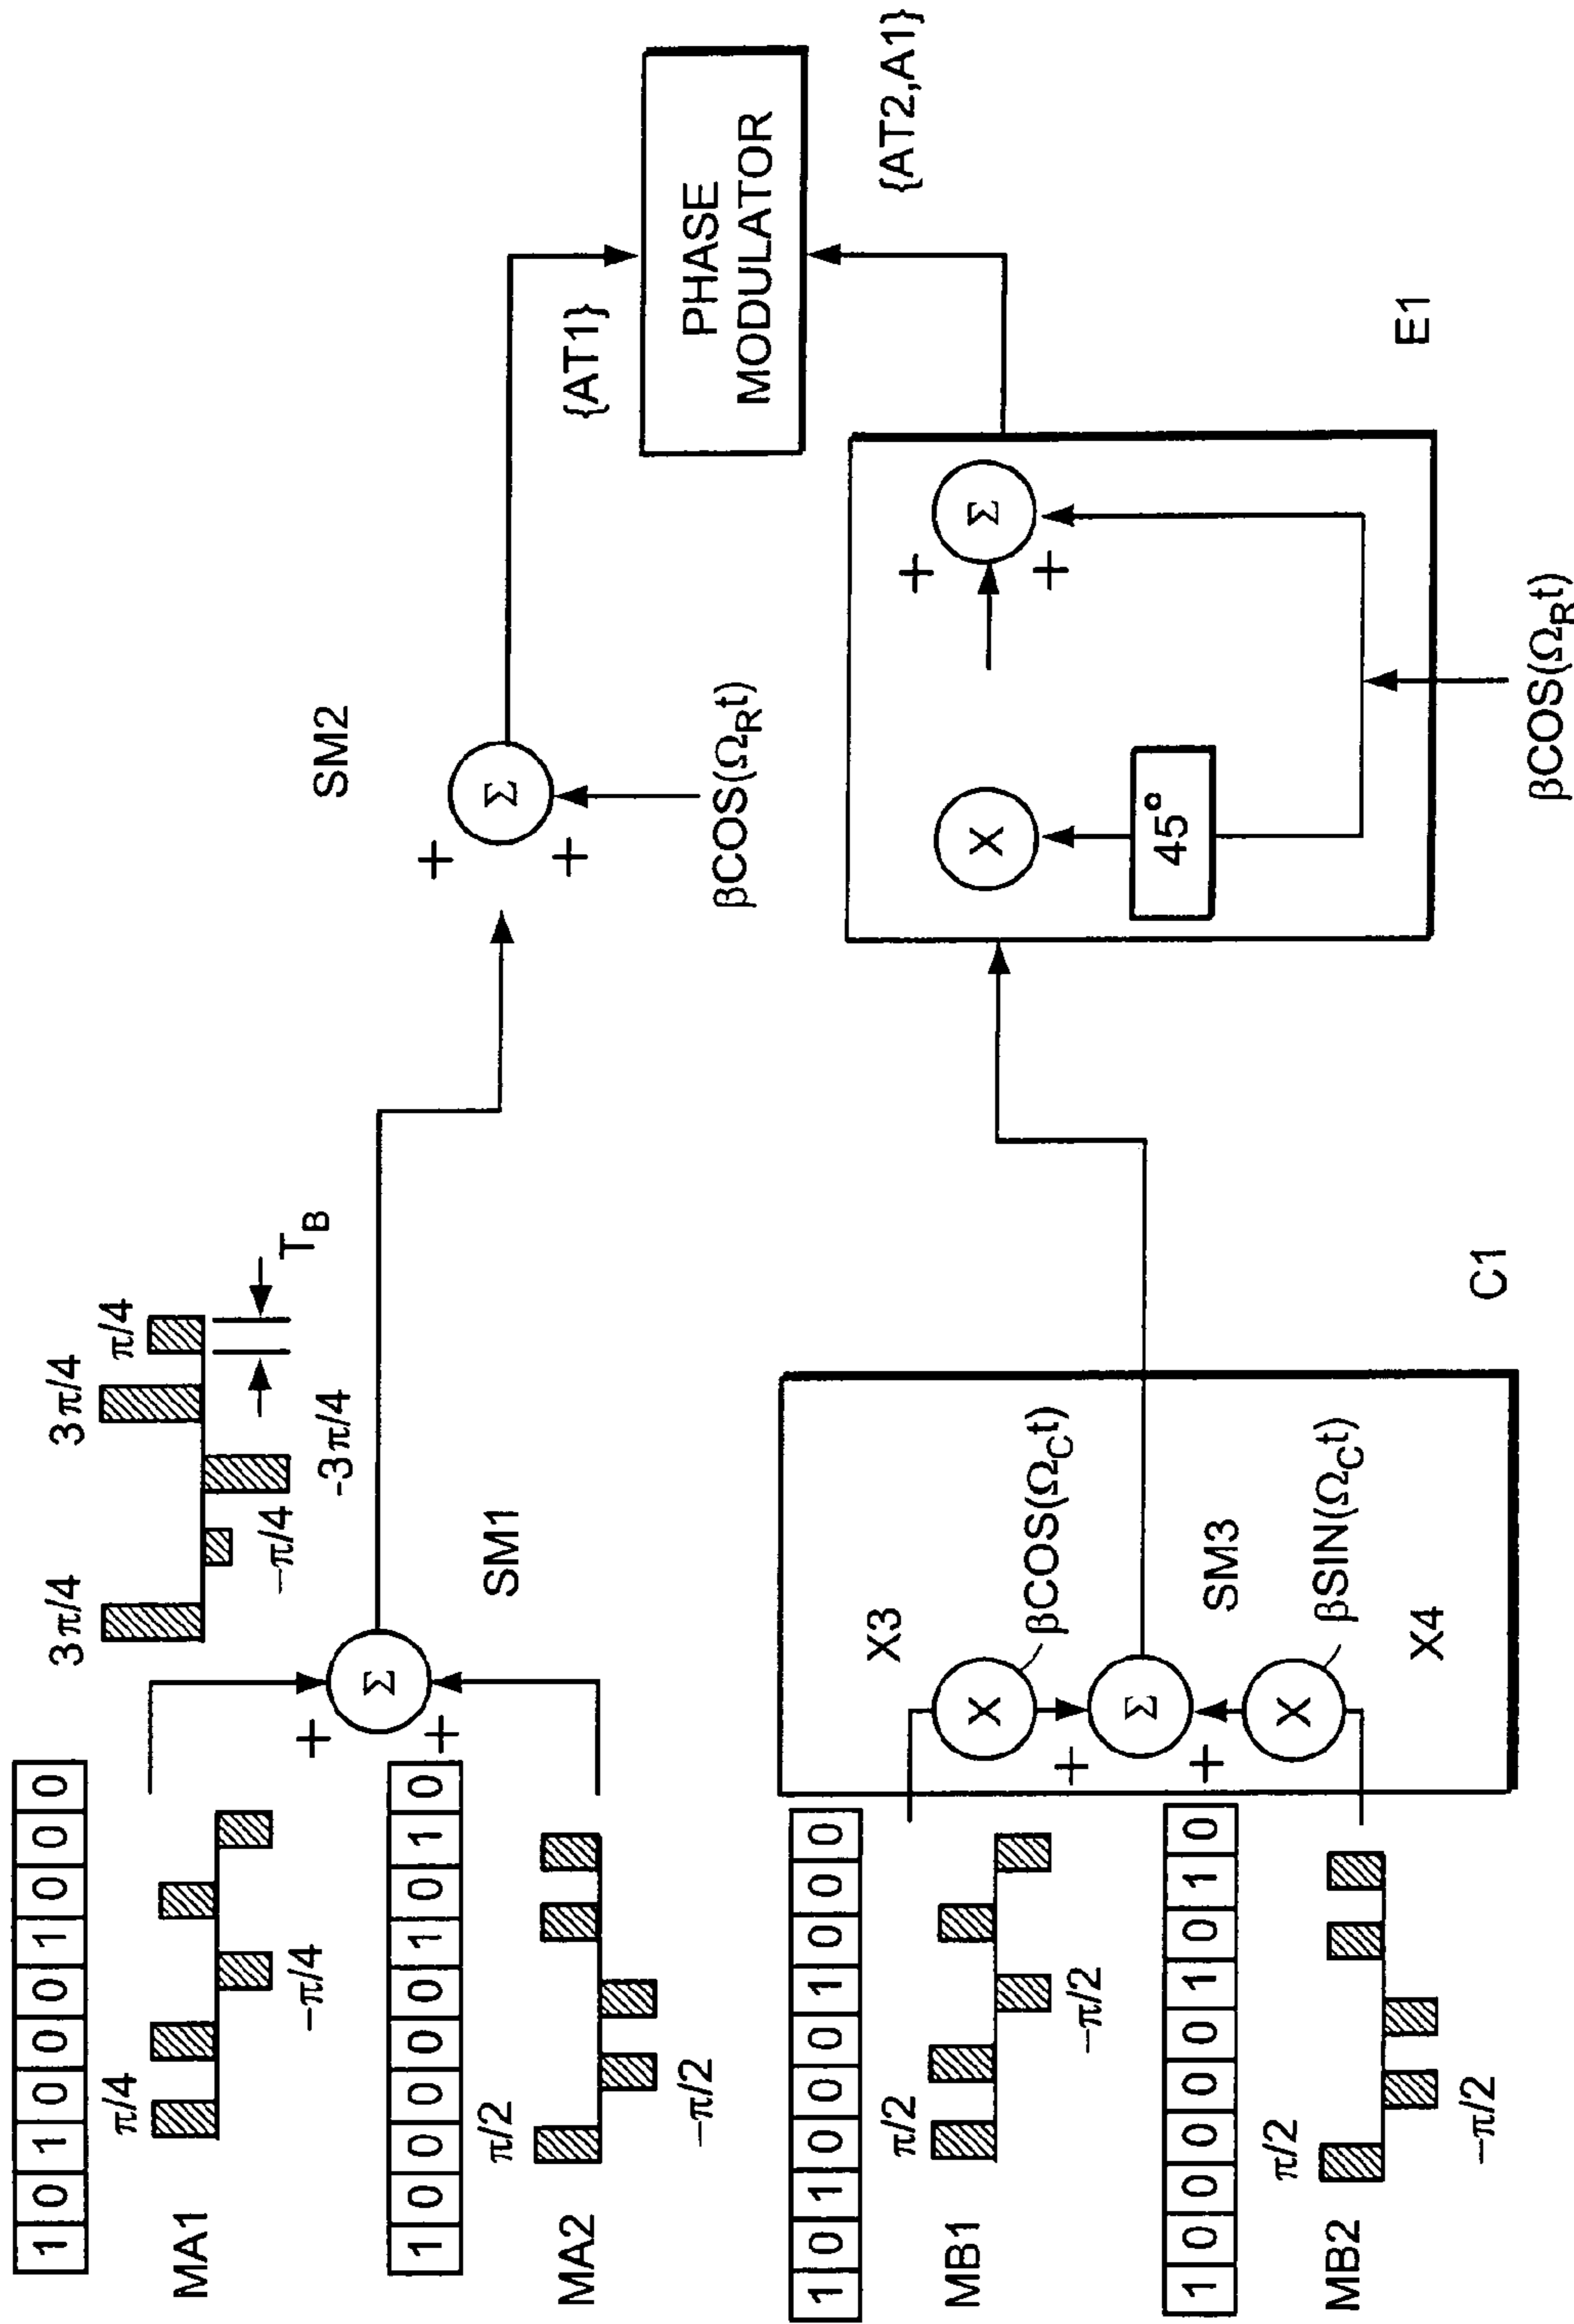 1 0 1 0 0 0 1 0 0 0
π/4
MA1
−π/4
1 0 0 0 0 0 1 0 1 0
π/2
MA2
−π/2
3π/4
3π/4
π/4
−π/4
-3π/4
T_B
+
Σ
+
SM1
SM2
+
Σ
+
βCOS(Ω_Rt)
{AT1}
PHASE
MODULATOR
{AT2,A1}
1 0 1 0 0 0 1 0 0 0
π/2
MB1
−π/2
1 0 0 0 0 0 1 0 1 0
π/2
MB2
−π/2
X3
X
βCOS(Ω_Ct)
+
Σ
+
SM3
X
βSIN(Ω_Ct)
X4
C1
X
+
Σ
+
45°
E1
βCOS(Ω_Rt)